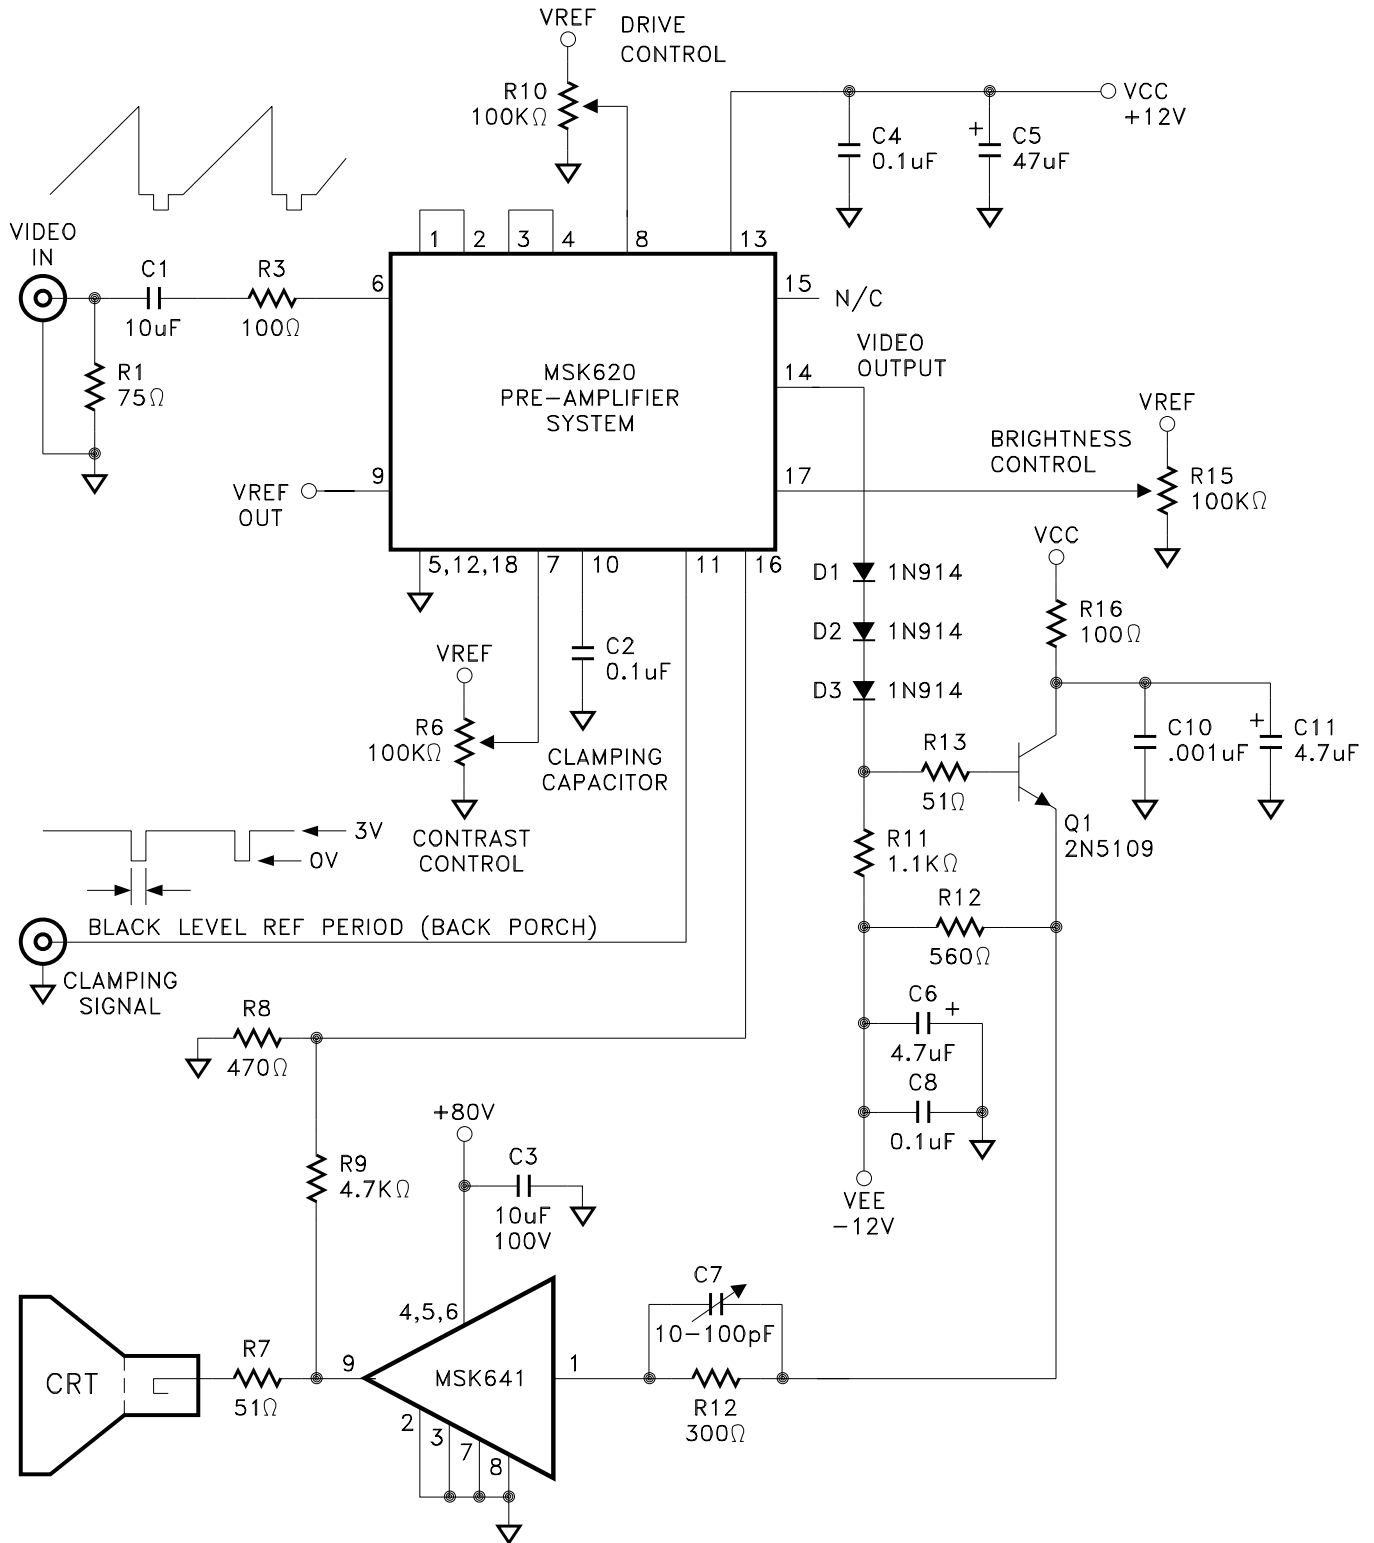 VREF
DRIVE
CONTROL
R10
100KΩ
VCC
+12V
C4
0.1uF
+
C5
47uF
VIDEO
IN
C1
10uF
R3
100Ω
R1
75Ω
1
2
3
4
8
13
6
15
N/C
14
VIDEO
OUTPUT
MSK620
PRE-AMPLIFIER
SYSTEM
9
VREF
OUT
17
BRIGHTNESS
CONTROL
VREF
R15
100KΩ
5,12,18
7
10
11
16
D1
1N914
D2
1N914
D3
1N914
VCC
R16
100Ω
C2
0.1uF
CLAMPING
CAPACITOR
VREF
R6
100KΩ
CONTRAST
CONTROL
C10
.001uF
+
C11
4.7uF
R13
51Ω
Q1
2N5109
R11
1.1KΩ
R12
560Ω
3V
0V
BLACK LEVEL REF PERIOD (BACK PORCH)
CLAMPING
SIGNAL
R8
470Ω
C6
+
4.7uF
C8
0.1uF
VEE
-12V
R9
4.7KΩ
+80V
C3
10uF
100V
4,5,6
MSK641
9
1
2
3
7
8
C7
10-100pF
R12
300Ω
R7
51Ω
CRT